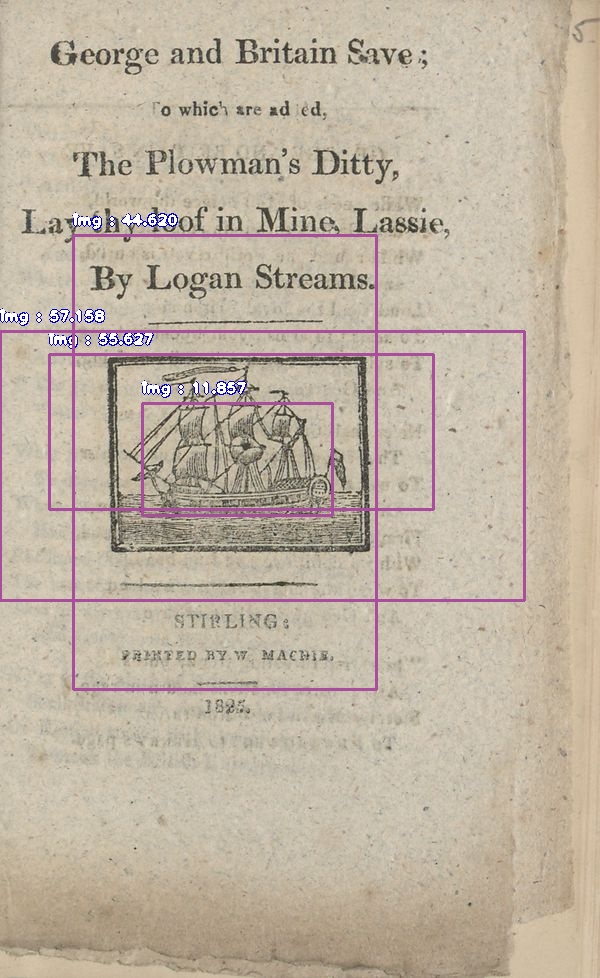 5
George and Britain Save;
To which are added,
The Plowman's Ditty,
Lay thy loof in Mine, Lassie,
img : 44.620
By Logan Streams.
img : 57.158
img : 55.627
img : 11.857
STIRLING:
PRINTED BY W. MACNIE.
1825.